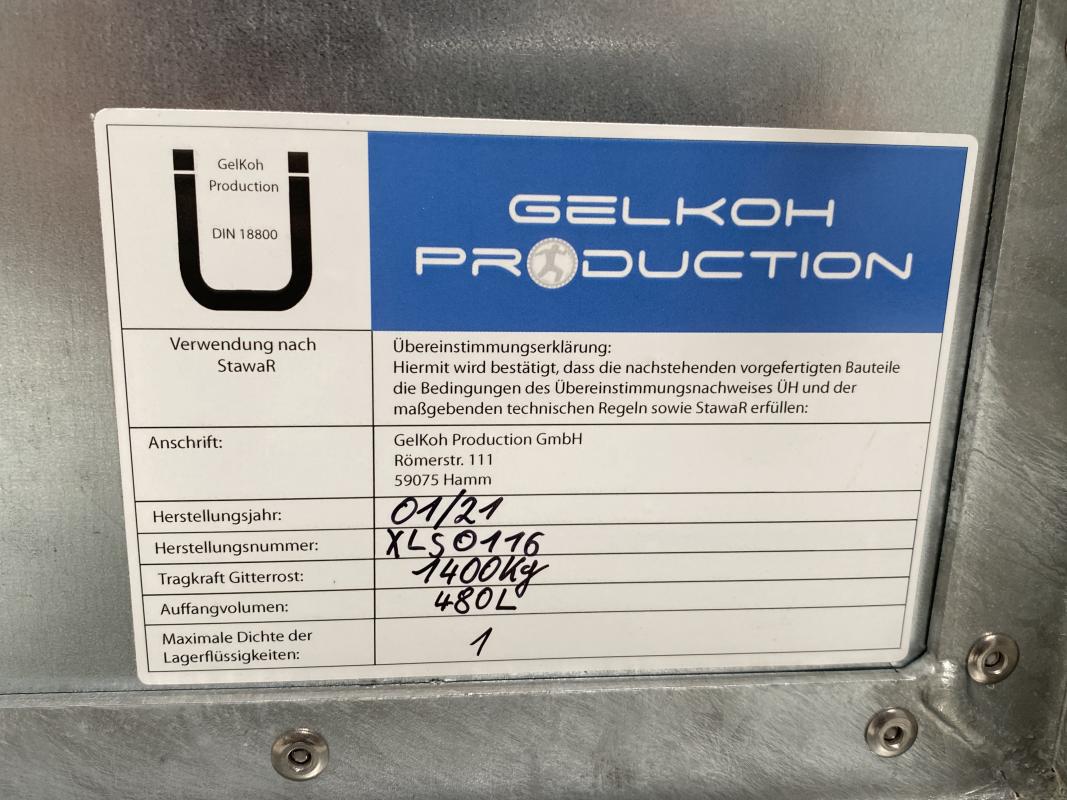 GelKoh
Production
DIN 18800
GELKOH
PRODUCTION
Verwendung nach
StawaR
Übereinstimmungserklärung:
Hiermit wird bestätigt, dass die nachstehenden vorgefertigten Bauteile
die Bedingungen des Übereinstimmungsnachweises ÜH und der
maßgebenden technischen Regeln sowie StawaR erfüllen:
Anschrift:
GelKoh Production GmbH
Römerstr. 111
59075 Hamm
Herstellungsjahr: 01/21
Herstellungsnummer: XLS0116
Tragkraft Gitterrost: 1400Kg
Auffangvolumen: 480L
Maximale Dichte der
Lagerflüssigkeiten: 1